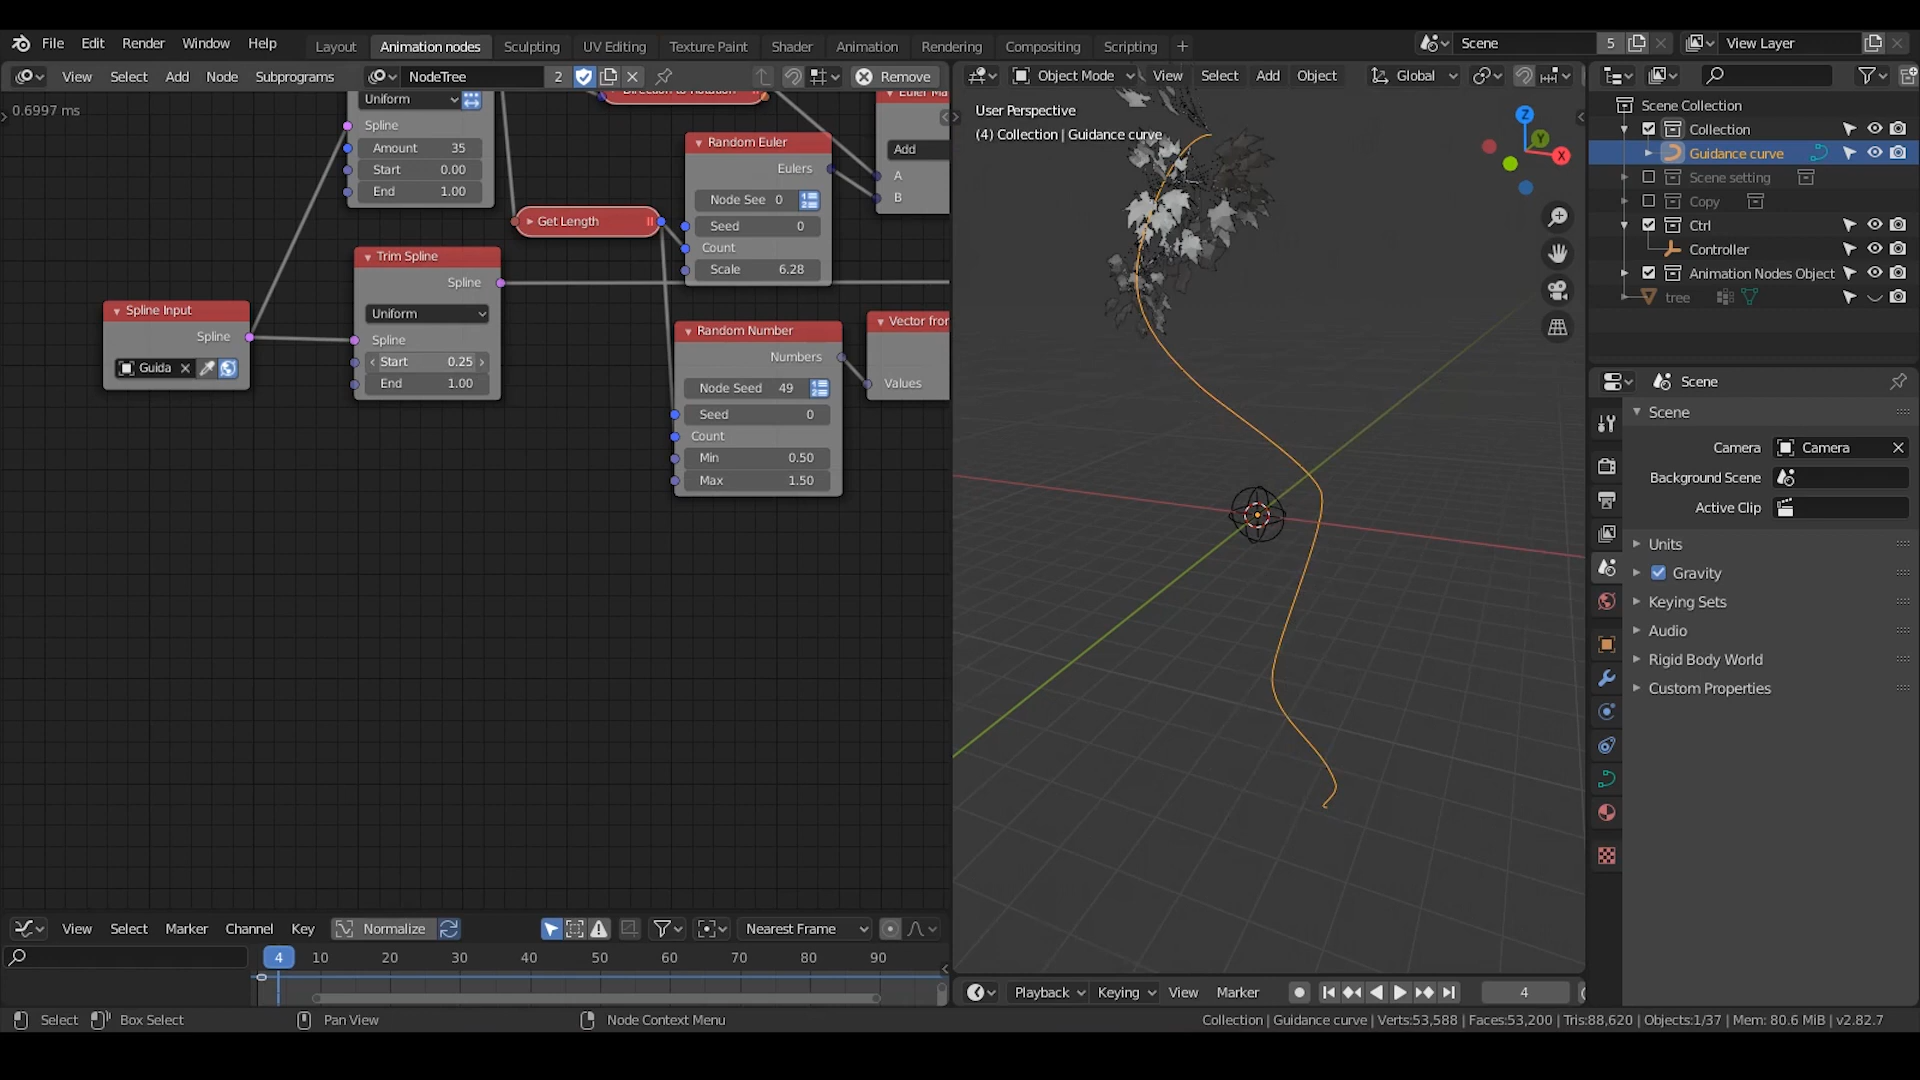 File Edit Render Window Help
Layout Animation nodes Sculpting UV Editing Texture Paint Shader Animation Rendering Compositing Scripting +
Scene 5 View Layer
View Select Add Node Subprograms NodeTree 2 Remove
Object Mode View Select Add Object Global
0.6997 ms
Uniform
Spline
Amount 35
Start 0.00
End 1.00
Get Length
Random Euler
Eulers
Node See 0
Seed 0
Count
Scale 6.28
Add
A
B
Trim Spline
Spline
Uniform
Spline
Start 0.25
End 1.00
Spline Input
Spline
Guida
Random Number
Numbers
Node Seed 49
Seed 0
Count
Min 0.50
Max 1.50
Vector from
Values
User Perspective
(4) Collection | Guidance curve
Z
Y
X
Scene Collection
Collection
Guidance curve
Scene setting
Copy
Ctrl
Controller
Animation Nodes Object
tree
Scene
Scene
Camera Camera
Background Scene
Active Clip
Units
Gravity
Keying Sets
Audio
Rigid Body World
Custom Properties
View Select Marker Channel Key Normalize Nearest Frame
4 10 20 30 40 50 60 70 80 90
Playback Keying View Marker 4
Select Box Select Pan View Node Context Menu
Collection | Guidance curve | Verts:53,588 | Faces:53,200 | Tris:88,620 | Objects:1/37 | Mem: 80.6 MiB | v2.82.7